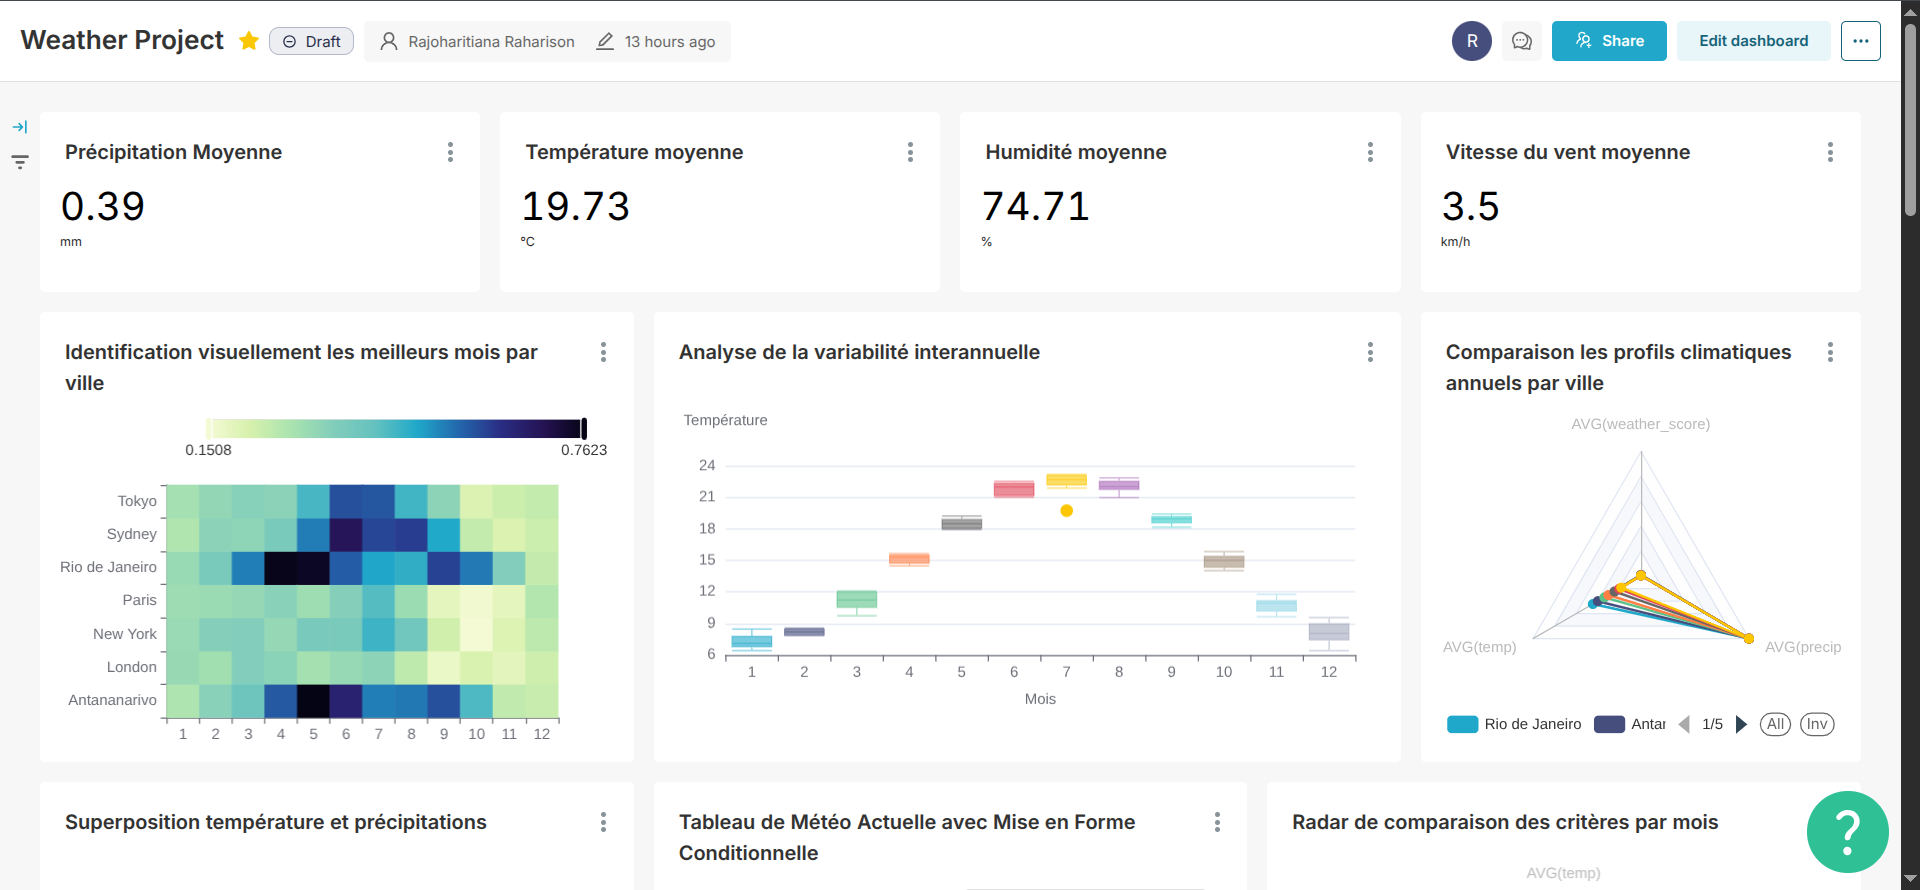 Weather Project
Draft
Rajoharitiana Raharison
13 hours ago
R
Share
Edit dashboard
Précipitation Moyenne
0.39
mm
Température moyenne
19.73
°C
Humidité moyenne
74.71
%
Vitesse du vent moyenne
3.5
km/h
Identification visuellement les meilleurs mois par
ville
0.1508
0.7623
Tokyo
Sydney
Rio de Janeiro
Paris
New York
London
Antananarivo
1 2 3 4 5 6 7 8 9 10 11 12
Analyse de la variabilité interannuelle
Température
24
21
18
15
12
9
6
1 2 3 4 5 6 7 8 9 10 11 12
Mois
Comparaison les profils climatiques
annuels par ville
AVG(weather_score)
AVG(temp)
AVG(precip
Rio de Janeiro
Antar
1/5
All
Inv
Superposition température et précipitations
Tableau de Météo Actuelle avec Mise en Forme
Conditionnelle
Radar de comparaison des critères par mois
AVG(temp)
?